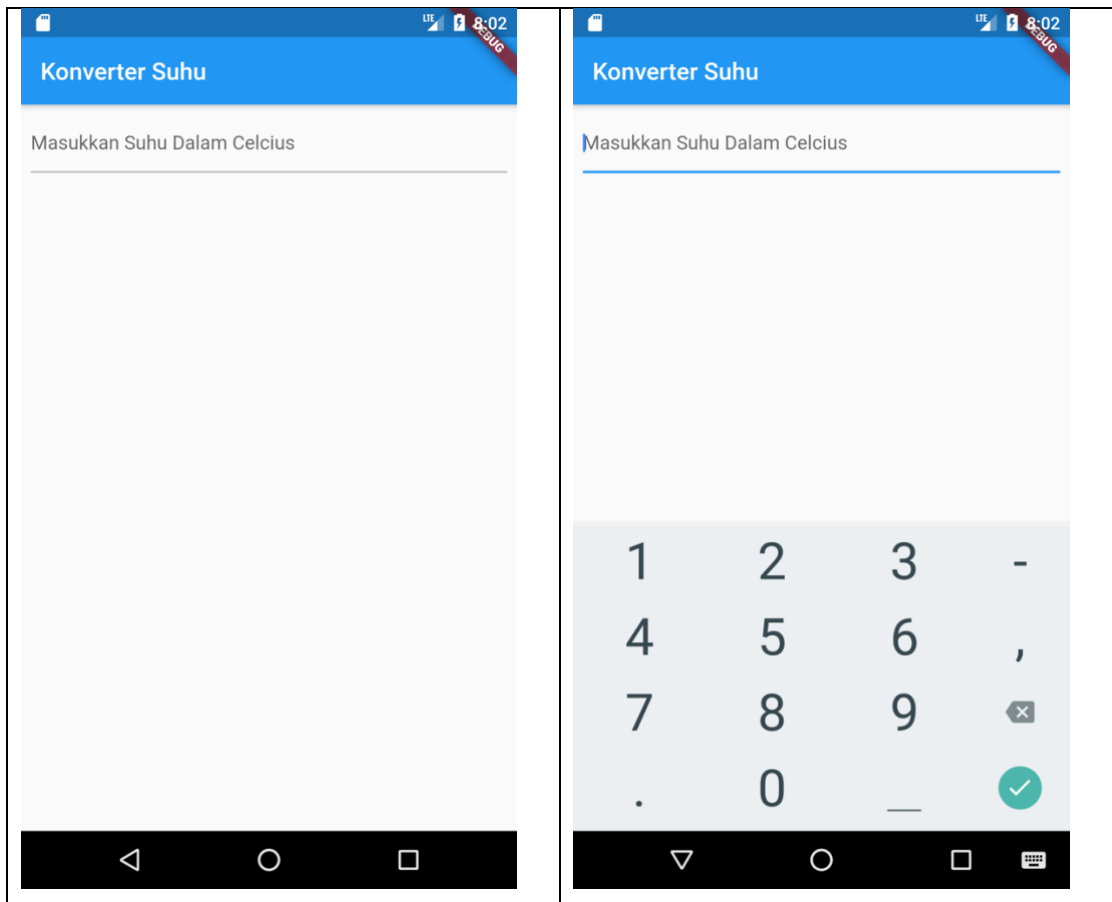 LTE 8:02
DEBUG
Konverter Suhu
Masukkan Suhu Dalam Celcius
LTE 8:02
DEBUG
Konverter Suhu
Masukkan Suhu Dalam Celcius
1 2 3 -
4 5 6 ,
7 8 9
. 0 _